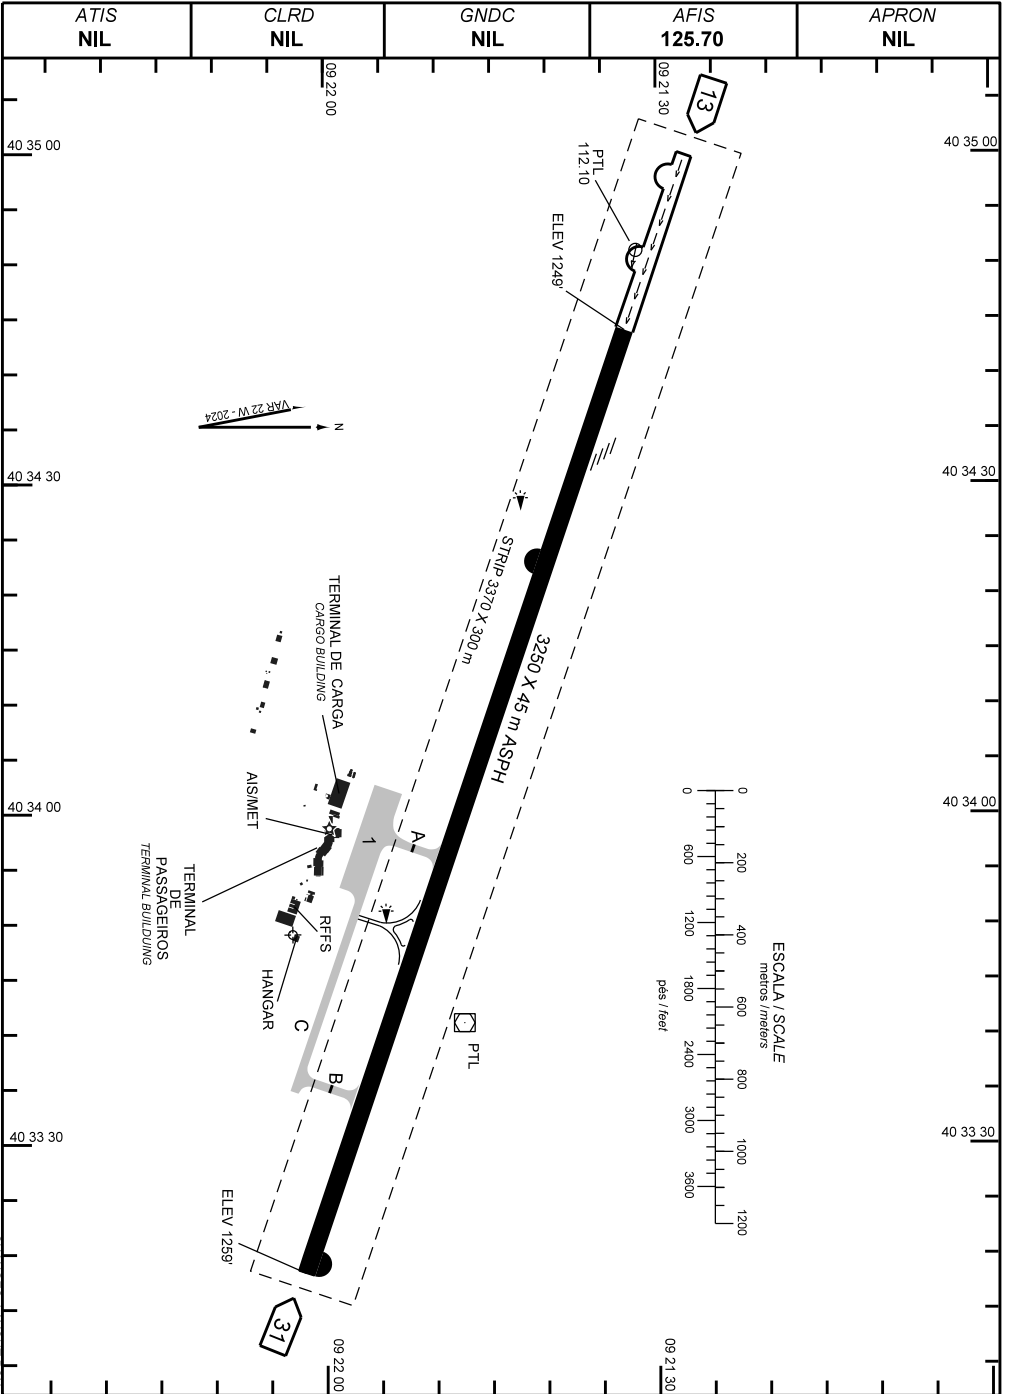 ATIS
NIL
CLRD
NIL
GNDC
NIL
AFIS
125.70
APRON
NIL
09 22 00
09 21 30
13
40 35 00
40 35 00
PTL
112.10
ELEV 1249'
VAR 22 W - 2024
N
40 34 30
40 34 30
STRIP 3370 X 300 m
3250 X 45 m ASPH
TERMINAL DE CARGA
CARGO BUILDING
AIS/MET
40 34 00
40 34 00
1
A
TERMINAL
DE
PASSAGEIROS
TERMINAL BUILDUING
RFFS
HANGAR
C
B
PTL
ESCALA / SCALE
metros / meters
0 200 400 600 800 1000 1200
0 600 1200 1800 2400 3000 3600
pés / feet
40 33 30
40 33 30
ELEV 1259'
31
09 22 00
09 21 30